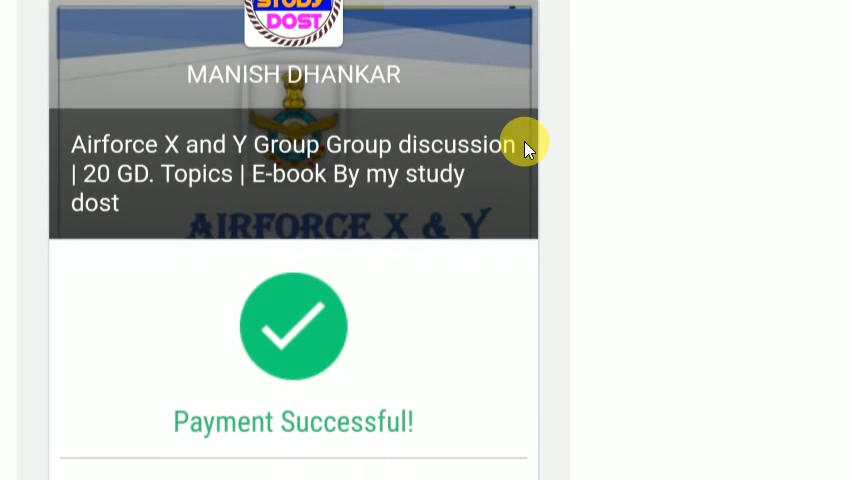 STUDY
DOST
MANISH DHANKAR
Airforce X and Y Group Group discussion
| 20 GD. Topics | E-book By my study
dost
AIRFORCE X & Y
Payment Successful!